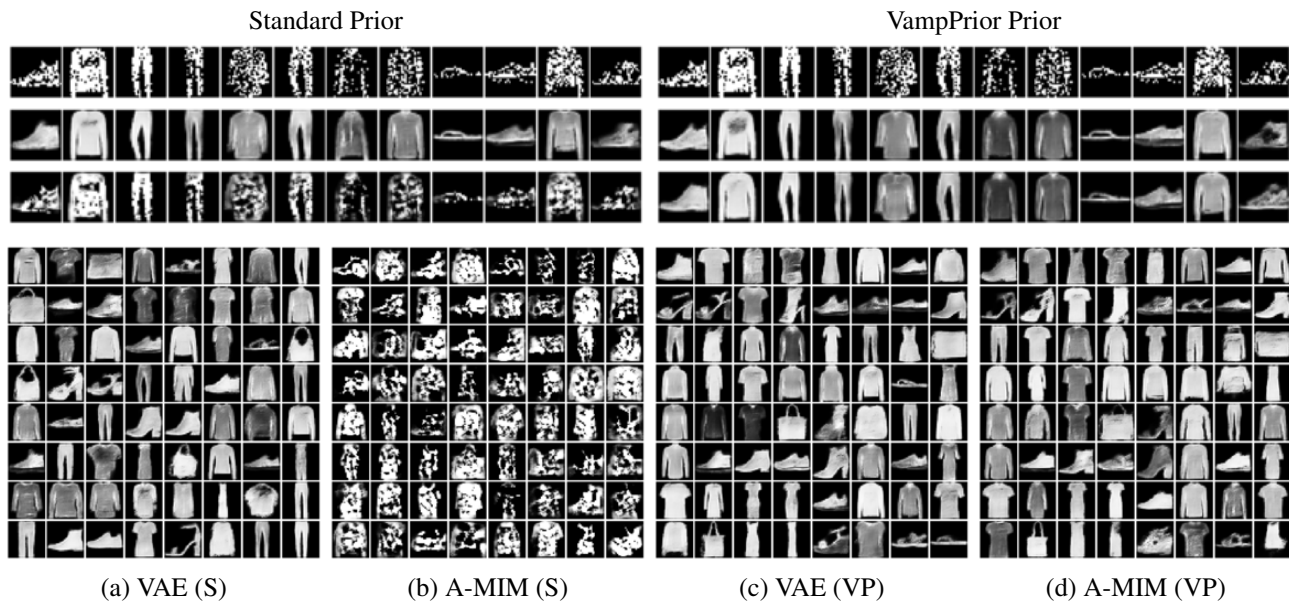 Standard Prior
VampPrior Prior
(a) VAE (S)
(b) A-MIM (S)
(c) VAE (VP)
(d) A-MIM (VP)